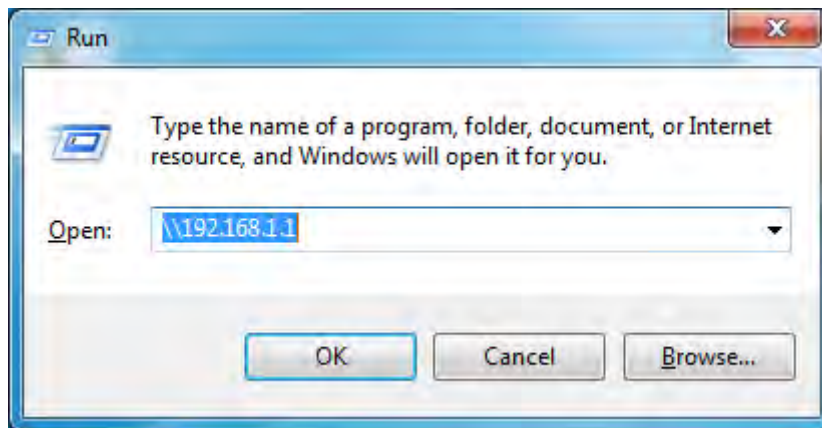 Run
Type the name of a program, folder, document, or Internet
resource, and Windows will open it for you.
Open:
\\192.168.1.1
OK
Cancel
Browse...